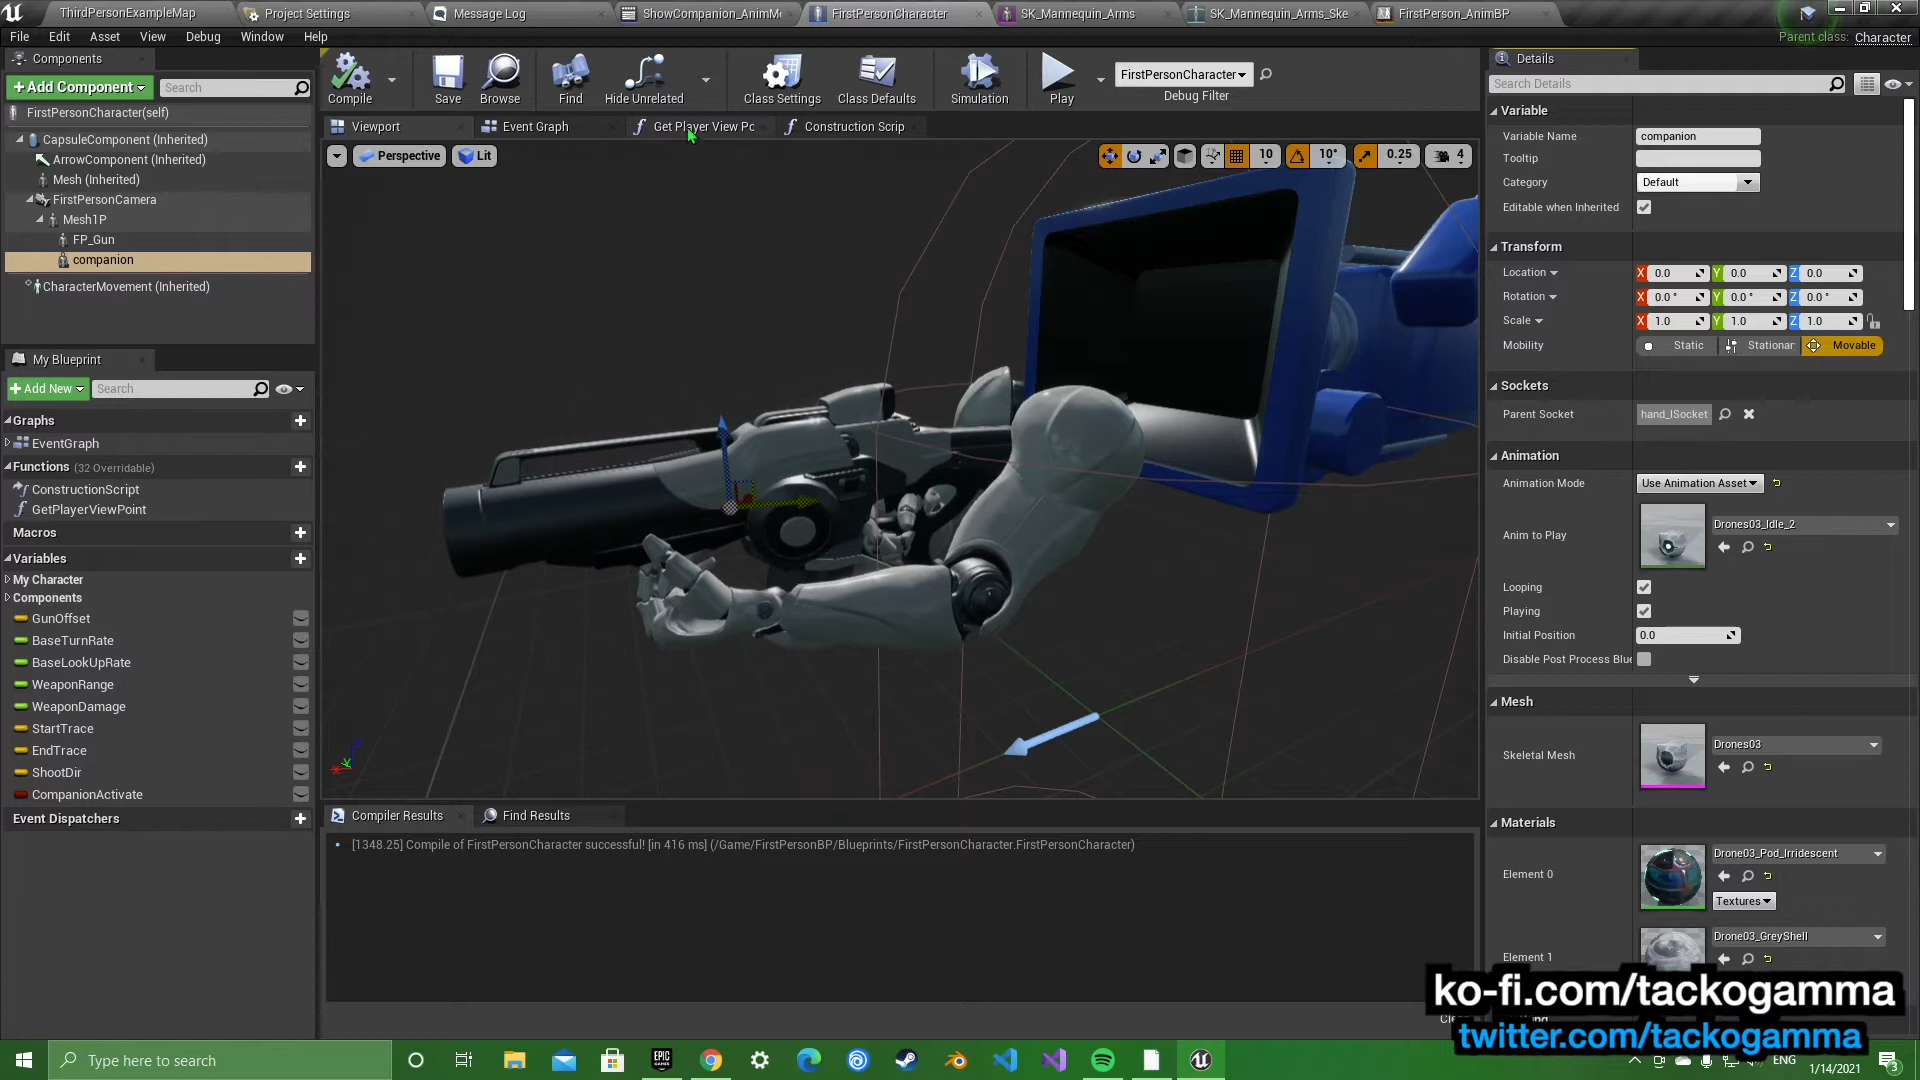 ThirdPersonExampleMap
Project Settings
Message Log
ShowCompanion_AnimM
FirstPersonCharacter
SK_Mannequin_Arms
SK_Mannequin_Arms_Ske
FirstPerson_AnimBP
File Edit Asset View Debug Window Help
Parent class: Character
Components
+Add Component
Search
FirstPersonCharacter(self)
CapsuleComponent (Inherited)
ArrowComponent (Inherited)
Mesh (Inherited)
FirstPersonCamera
Mesh1P
FP_Gun
companion
CharacterMovement (Inherited)
My Blueprint
+Add New
Search
Graphs
EventGraph
Functions (32 Overridable)
ConstructionScript
GetPlayerViewPoint
Macros
Variables
My Character
Components
GunOffset
BaseTurnRate
BaseLookUpRate
WeaponRange
WeaponDamage
StartTrace
EndTrace
ShootDir
CompanionActivate
Event Dispatchers
Compile
Save
Browse
Find
Hide Unrelated
Class Settings
Class Defaults
Simulation
Play
FirstPersonCharacter
Debug Filter
Viewport
Event Graph
Get Player View Pc
Construction Scrip
Perspective
Lit
10
10°
0.25
4
Compiler Results
Find Results
[1348.25] Compile of FirstPersonCharacter successful! [in 416 ms] (/Game/FirstPersonBP/Blueprints/FirstPersonCharacter.FirstPersonCharacter)
Details
Search Details
Variable
Variable Name companion
Tooltip
Category Default
Editable when Inherited
Transform
Location X 0.0 Y 0.0 Z 0.0
Rotation X 0.0 ° Y 0.0 ° Z 0.0 °
Scale X 1.0 Y 1.0 Z 1.0
Mobility Static Stationar Movable
Sockets
Parent Socket hand_lSocket
Animation
Animation Mode Use Animation Asset
Anim to Play Drones03_Idle_2
Looping
Playing
Initial Position 0.0
Disable Post Process Blue
Mesh
Skeletal Mesh Drones03
Materials
Element 0 Drone03_Pod_Irridescent
Textures
Element 1 Drone03_GreyShell
ko-fi.com/tackogamma
twitter.com/tackogamma
Type here to search
EPIC GAMES
ENG
1/14/2021
3